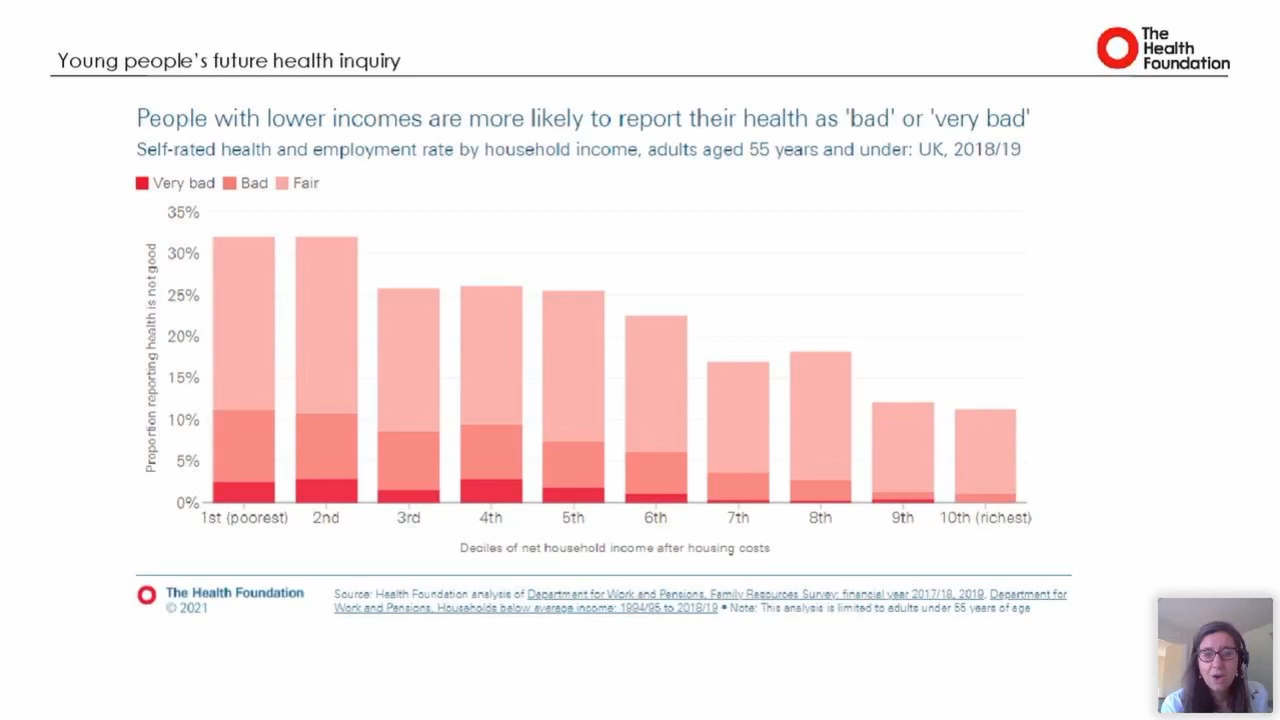 Young people's future health inquiry
The
Health
Foundation
People with lower incomes are more likely to report their health as 'bad' or 'very bad'
Self-rated health and employment rate by household income, adults aged 55 years and under: UK, 2018/19
Very bad Bad Fair
Proportion reporting health is not good
35%
30%
25%
20%
15%
10%
5%
0%
1st (poorest) 2nd 3rd 4th 5th 6th 7th 8th 9th 10th (richest)
Deciles of net household income after housing costs
The Health Foundation
© 2021
Source: Health Foundation analysis of Department for Work and Pensions, Family Resources Survey: financial year 2017/18, 2019. Department for
Work and Pensions, Households below average income: 1994/95 to 2018/19 • Note: This analysis is limited to adults under 55 years of age